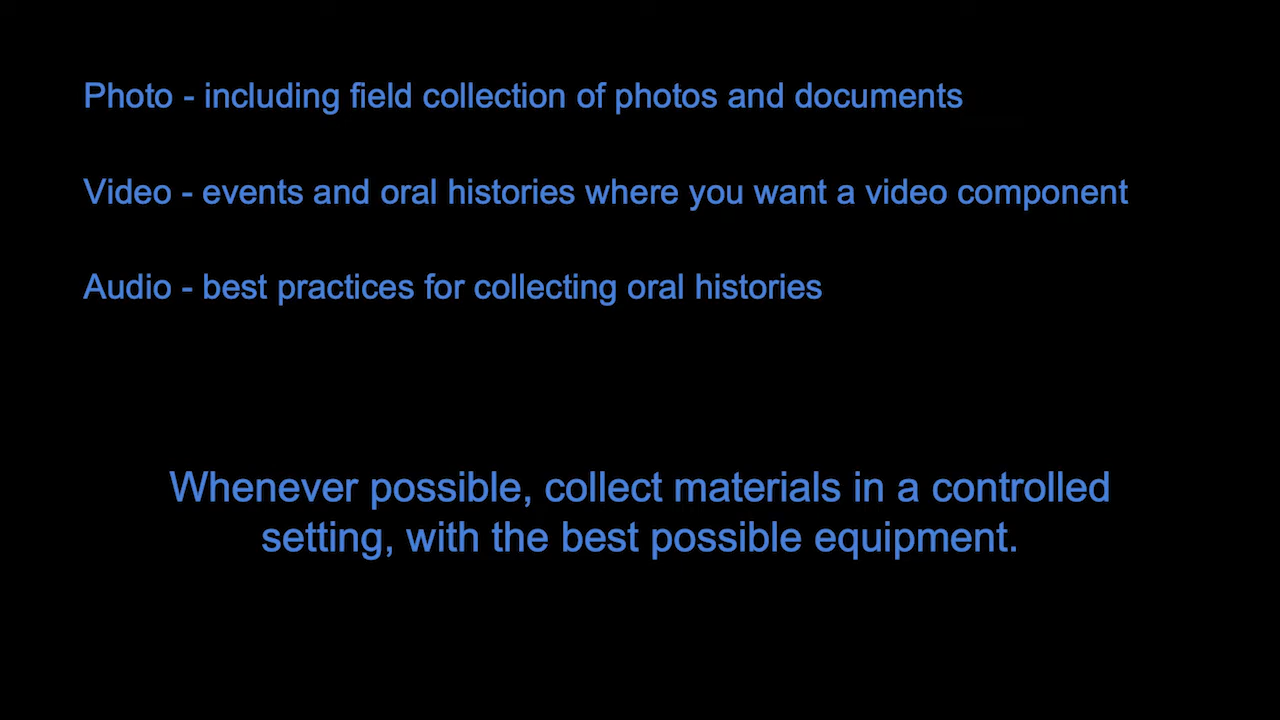 Photo - including field collection of photos and documents
Video - events and oral histories where you want a video component
Audio - best practices for collecting oral histories
Whenever possible, collect materials in a controlled
setting, with the best possible equipment.